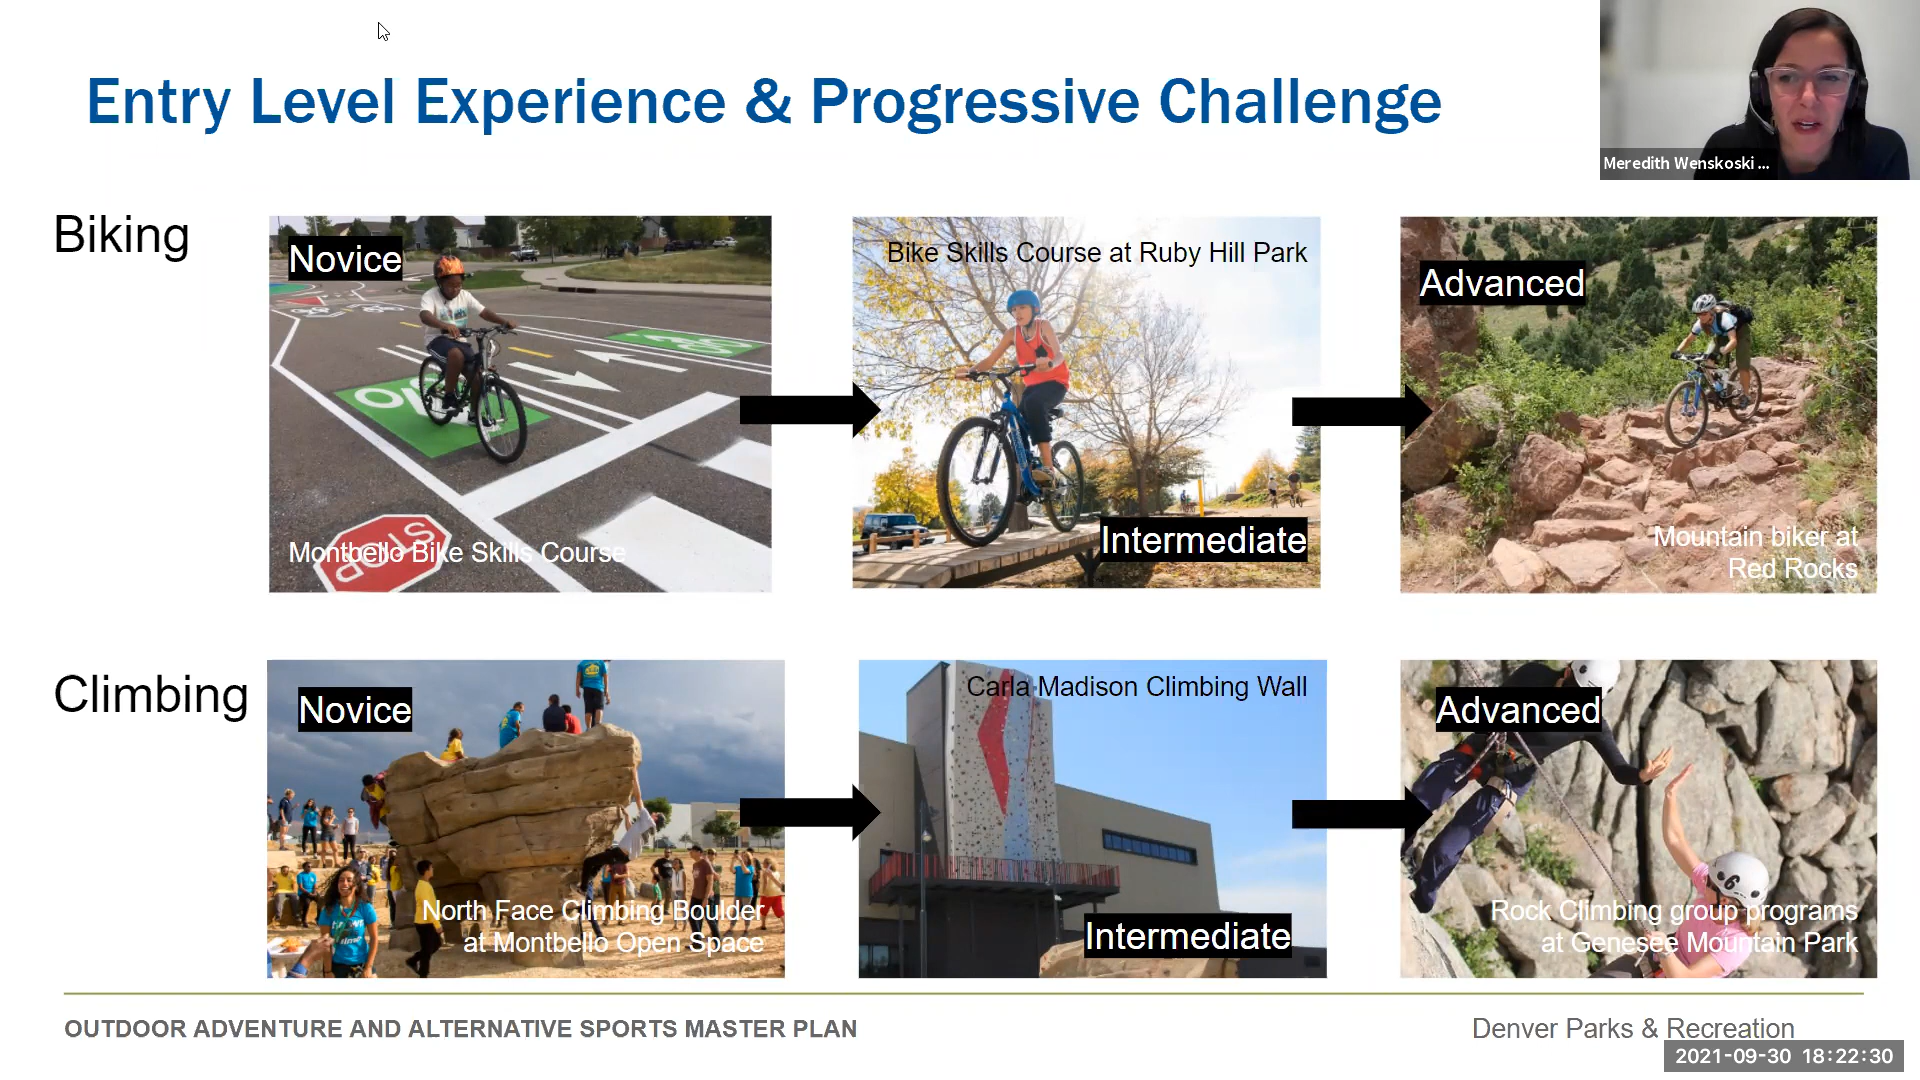 Entry Level Experience & Progressive Challenge
Meredith Wenskoski ...
Biking
Novice
Montbello Bike Skills Course
STOP
Bike Skills Course at Ruby Hill Park
Intermediate
Advanced
Mountain biker at
Red Rocks
Climbing
Novice
North Face Climbing Boulder
at Montbello Open Space
Carla Madison Climbing Wall
Intermediate
Advanced
6
Rock Climbing group programs
at Genesee Mountain Park
OUTDOOR ADVENTURE AND ALTERNATIVE SPORTS MASTER PLAN
Denver Parks & Recreation
2021-09-30 18:22:30